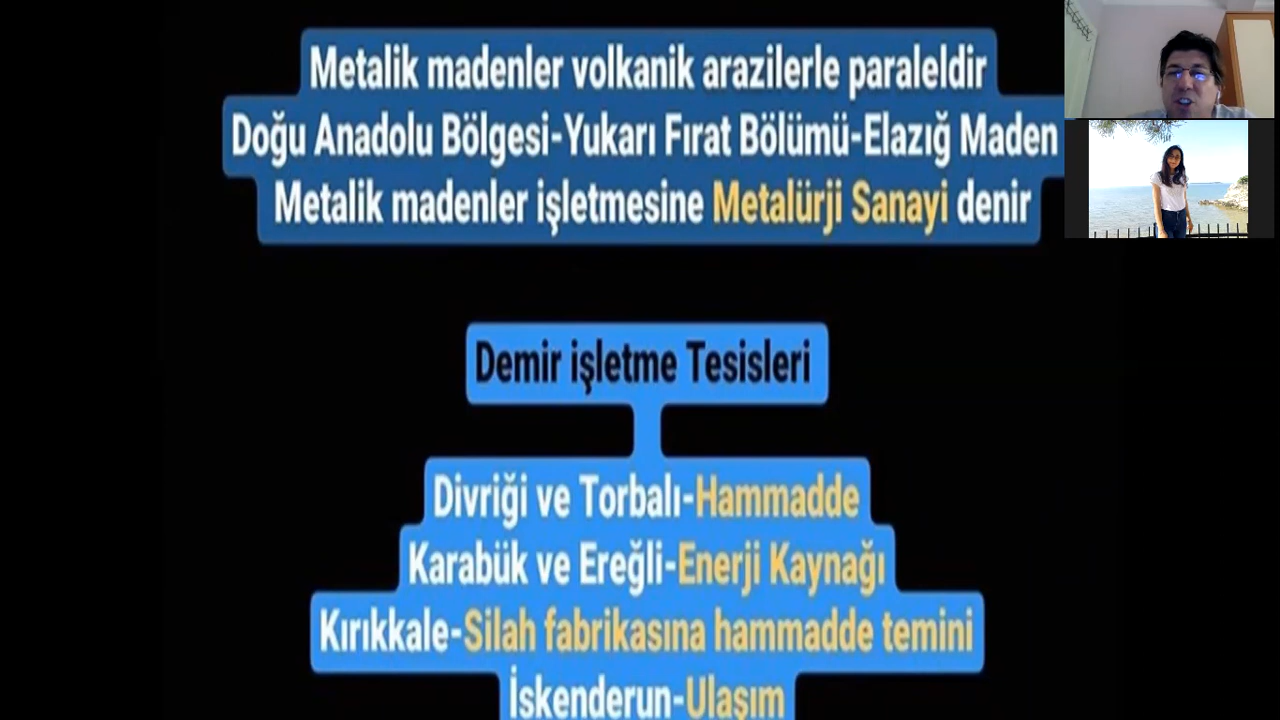 Metalik madenler volkanik arazilerle paraleldir
Doğu Anadolu Bölgesi-Yukarı Fırat Bölümü-Elazığ Maden
Metalik madenler işletmesine Metalürji Sanayi denir
Demir işletme Tesisleri
Divriği ve Torbalı-Hammadde
Karabük ve Ereğli-Enerji Kaynağı
Kırıkkale-Silah fabrikasına hammadde temini
İskenderun-Ulaşım